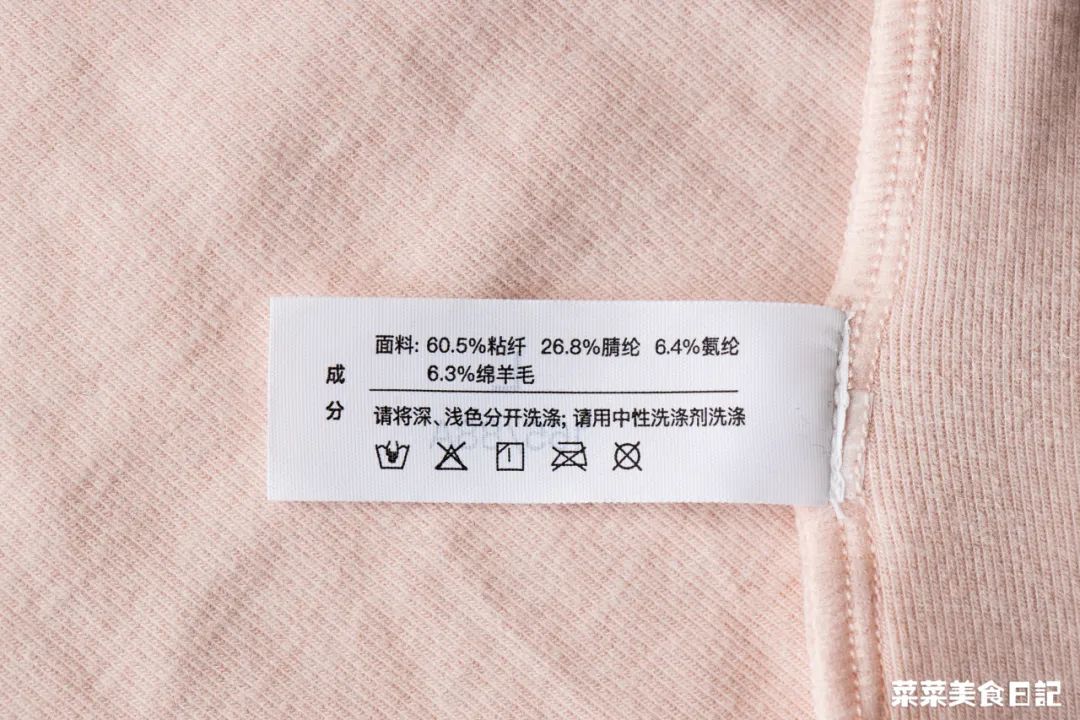 面料: 60.5%粘纤 26.8%腈纶 6.4%氨纶
6.3%绵羊毛
成分
请将深、浅色分开洗涤; 请用中性洗涤剂洗涤
菜菜美食日記